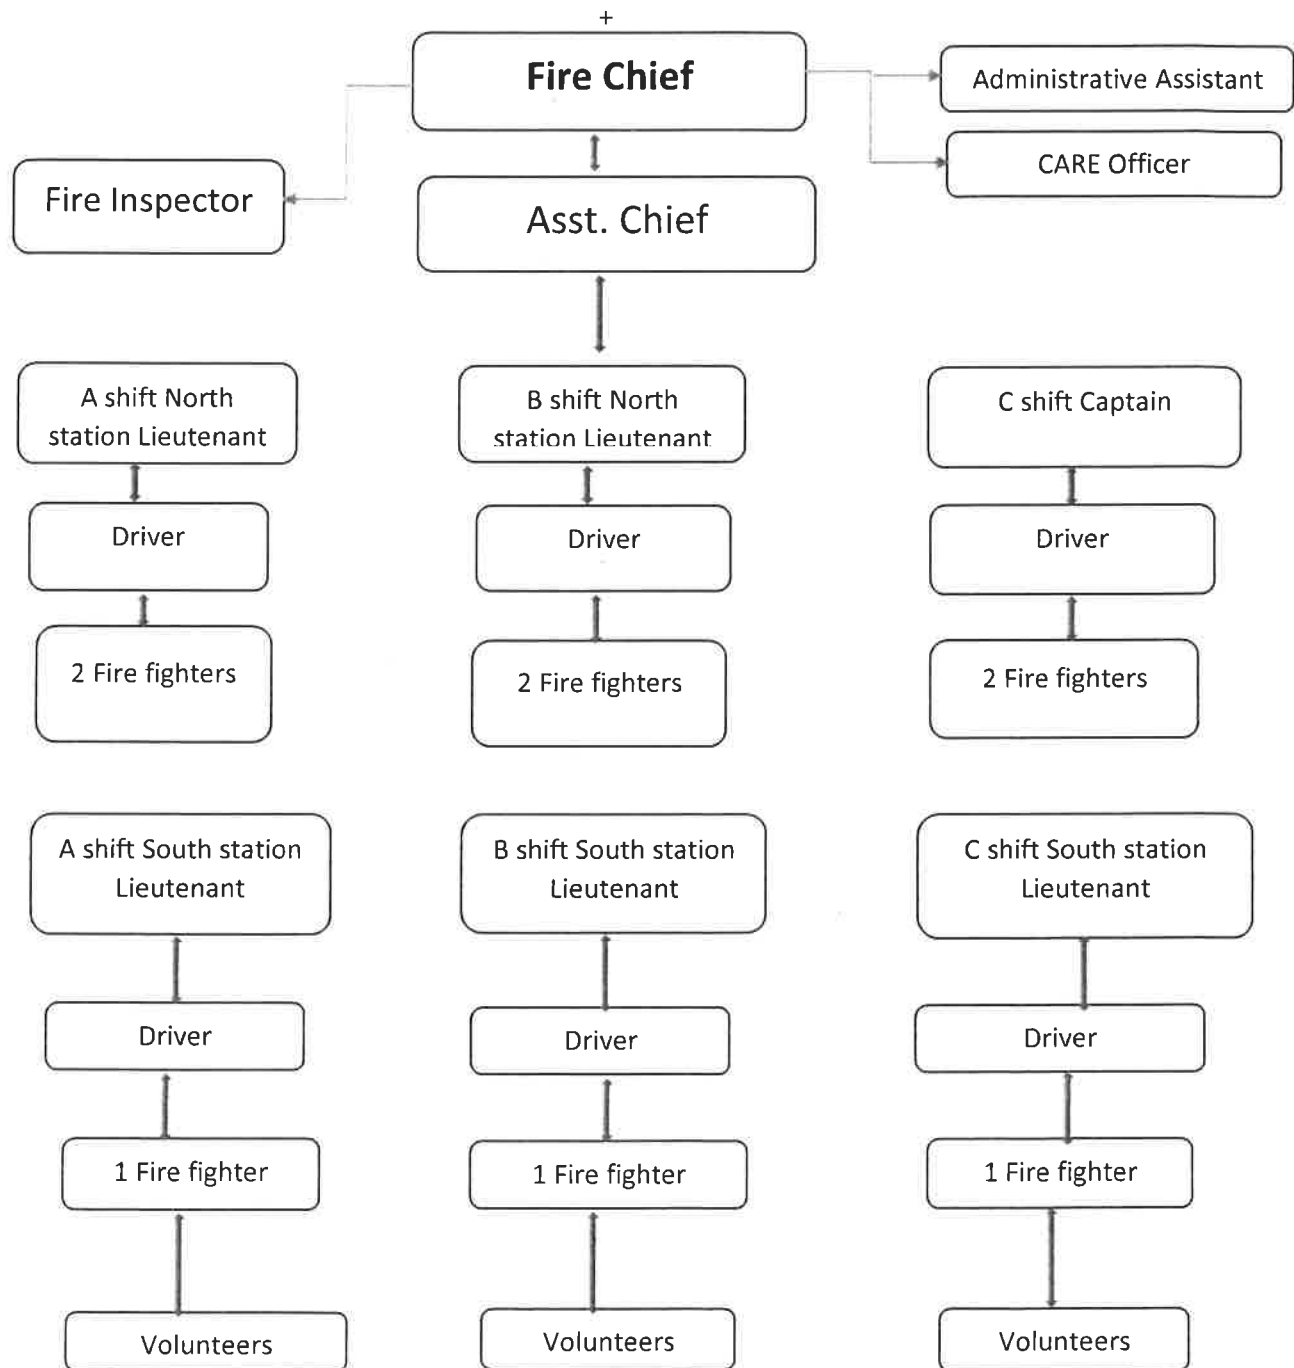 +
Fire Chief
Administrative Assistant
CARE Officer
Fire Inspector
Asst. Chief
A shift North
station Lieutenant
B shift North
station Lieutenant
C shift Captain
Driver
Driver
Driver
2 Fire fighters
2 Fire fighters
2 Fire fighters
A shift South station
Lieutenant
B shift South station
Lieutenant
C shift South station
Lieutenant
Driver
Driver
Driver
1 Fire fighter
1 Fire fighter
1 Fire fighter
Volunteers
Volunteers
Volunteers